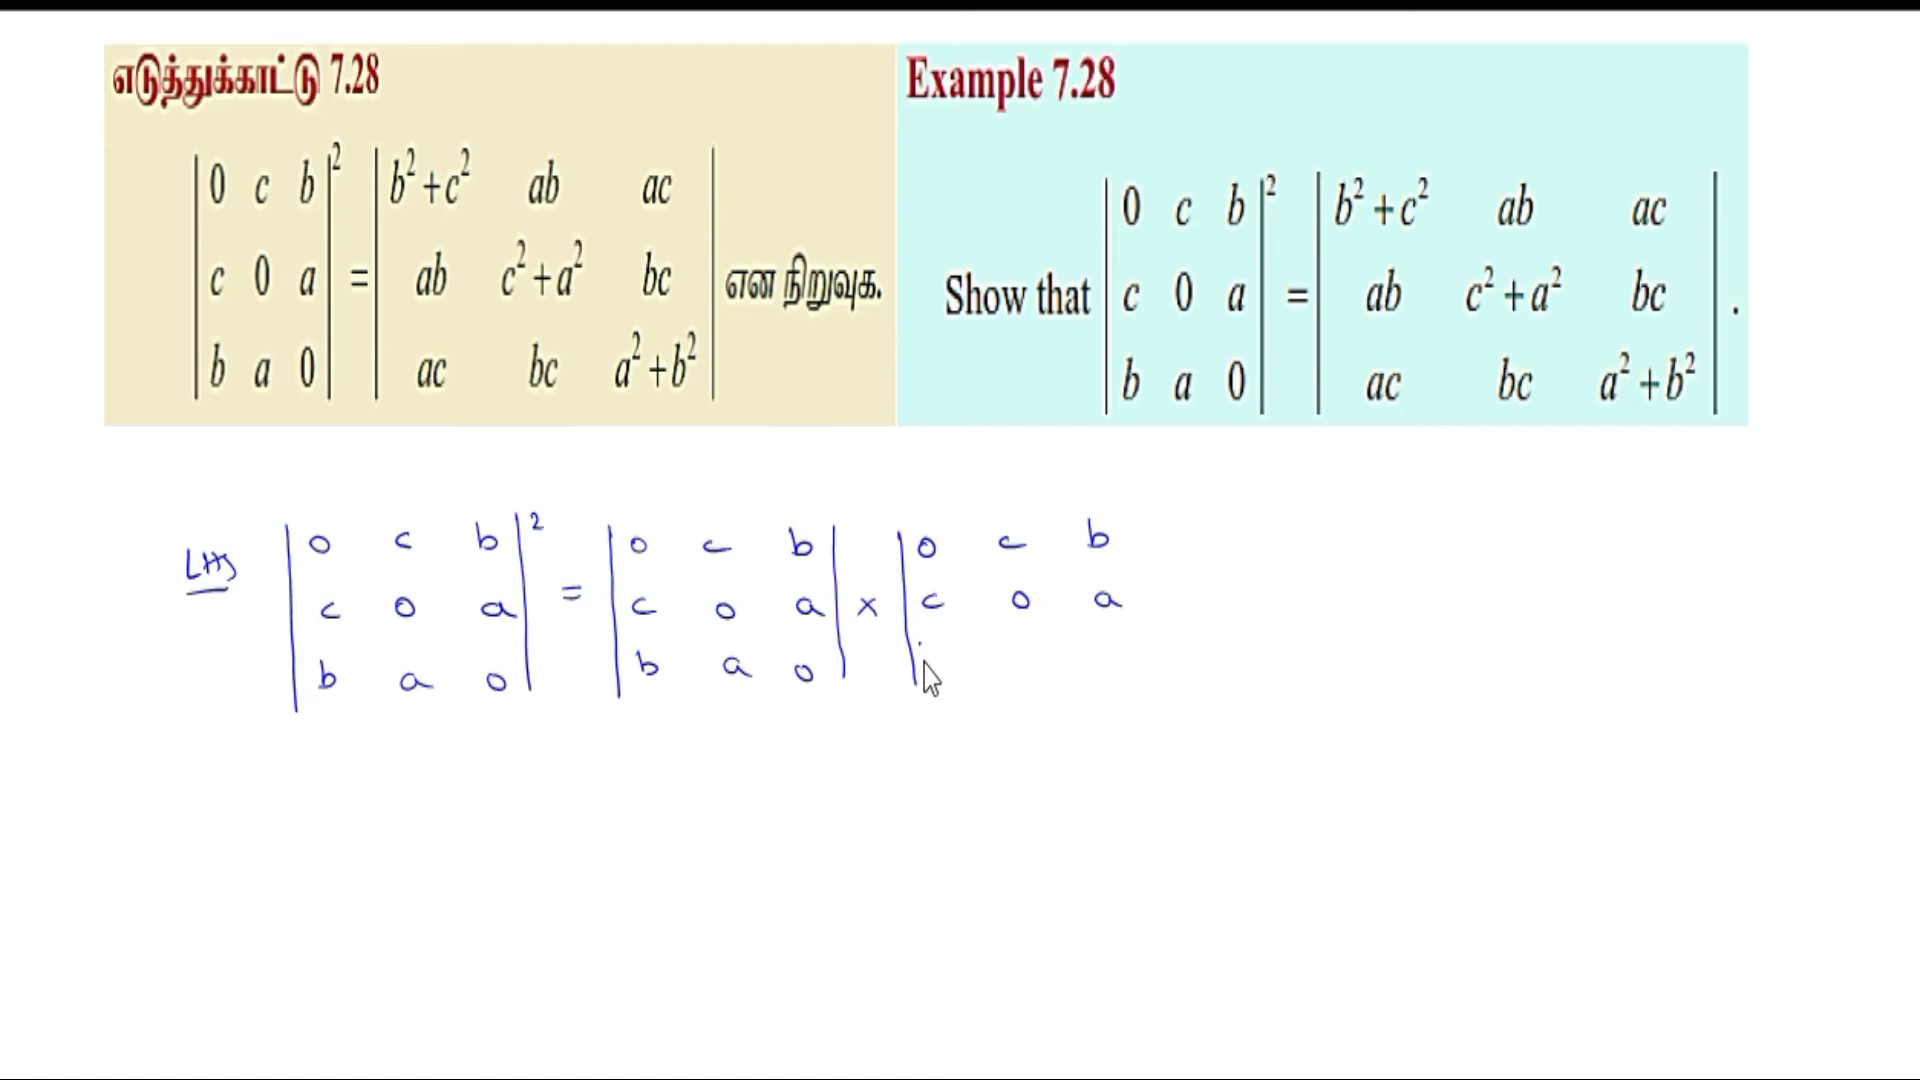 எடுத்துக்காட்டு 7.28
0 c b 2 b²+c² ab ac
c 0 a = ab c²+a² bc என நிறுவுக.
b a 0 ac bc a²+b²
Example 7.28
0 c b 2 b²+c² ab ac
Show that c 0 a = ab c²+a² bc .
b a 0 ac bc a²+b²
LHS 0 c b 2 0 c b 0 c b
c 0 a = c 0 a × c 0 a
b a 0 b a 0